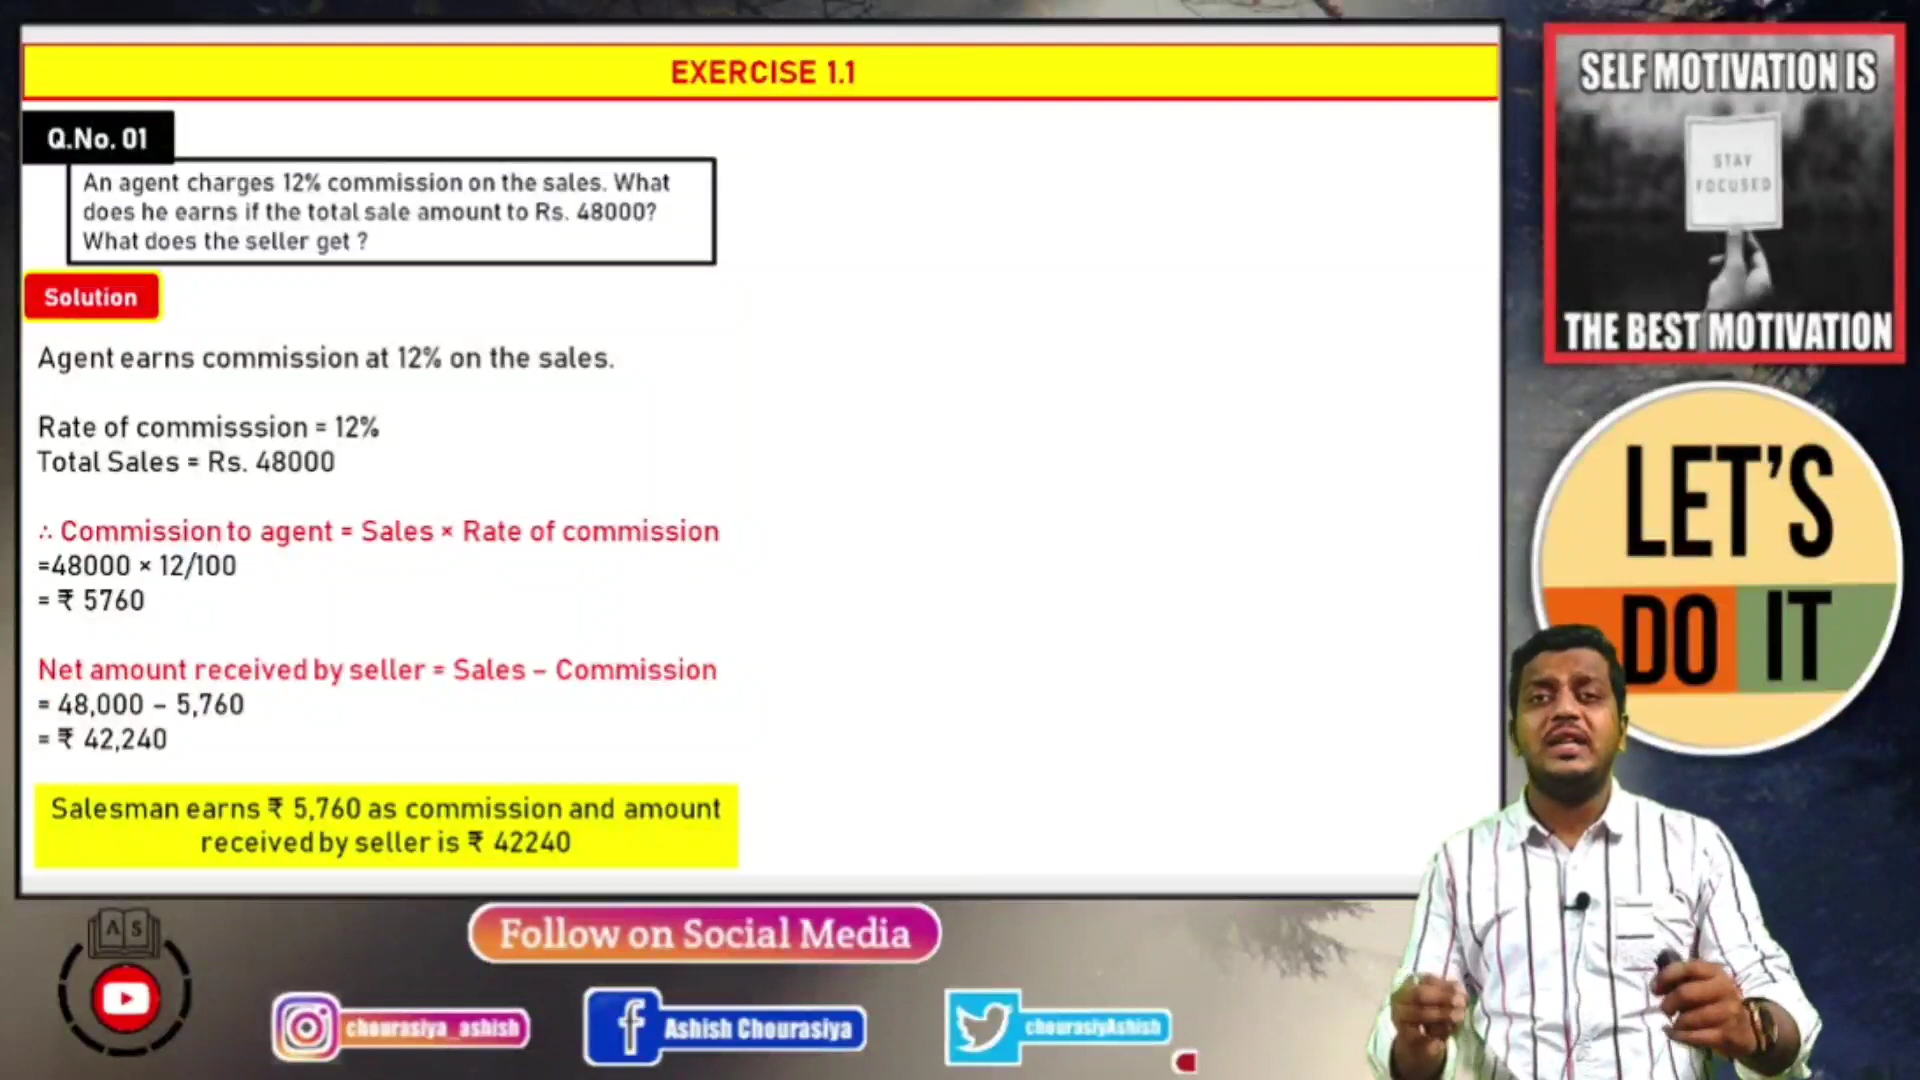 EXERCISE 1.1
Q.No. 01
An agent charges 12% commission on the sales. What
does he earns if the total sale amount to Rs. 48000?
What does the seller get ?
Solution
Agent earns commission at 12% on the sales.
Rate of commisssion = 12%
Total Sales = Rs. 48000
∴ Commission to agent = Sales × Rate of commission
=48000 × 12/100
= ₹ 5760
Net amount received by seller = Sales – Commission
= 48,000 – 5,760
= ₹ 42,240
Salesman earns ₹ 5,760 as commission and amount
received by seller is ₹ 42240
SELF MOTIVATION IS
STAY
FOCUSED
THE BEST MOTIVATION
LET'S
DO IT
A S
Follow on Social Media
chourasiya_ashish
Ashish Chourasiya
chourasiyAshish